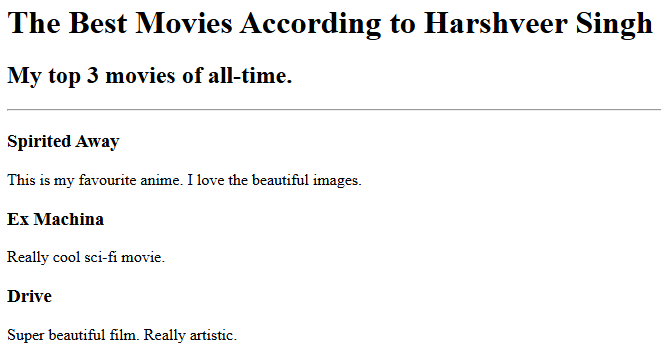 The Best Movies According to Harshveer Singh
My top 3 movies of all-time.
Spirited Away
This is my favourite anime. I love the beautiful images.
Ex Machina
Really cool sci-fi movie.
Drive
Super beautiful film. Really artistic.